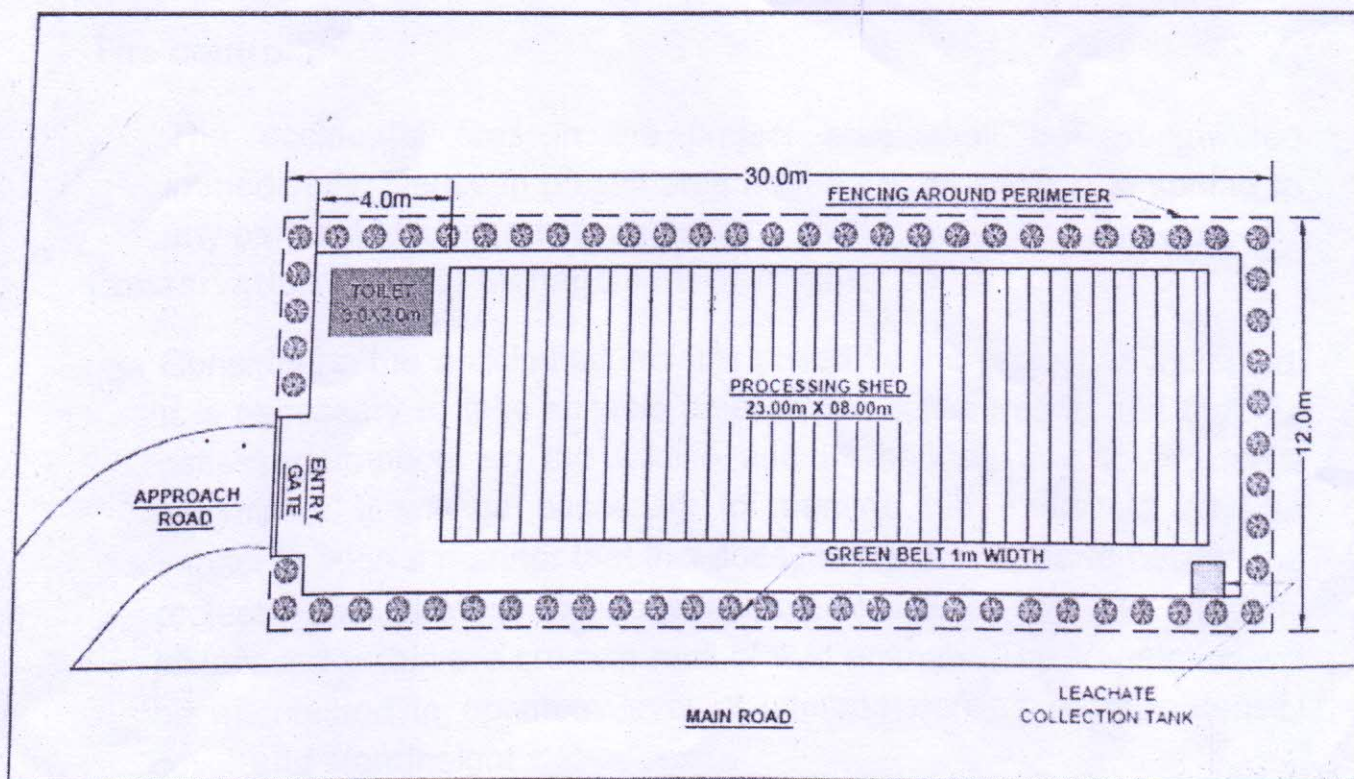 30.0m
FENCING AROUND PERIMETER
4.0m
TOILET
PROCESSING SHED
23.00m X 08.00m
12.0m
ENTRY
GATE
APPROACH
ROAD
GREEN BELT 1m WIDTH
LEACHATE
COLLECTION TANK
MAIN ROAD